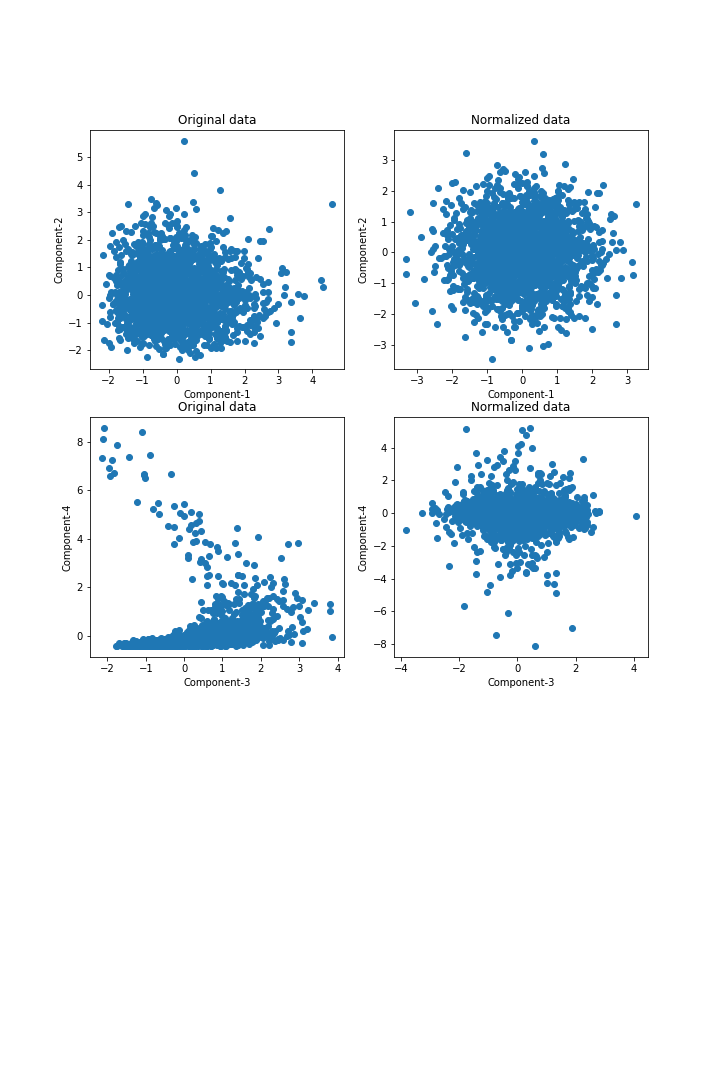 Original data
5
4
3
2
1
0
−1
−2
Component-2
−2 −1 0 1 2 3 4
Component-1
Normalized data
3
2
1
0
−1
−2
−3
Component-2
−3 −2 −1 0 1 2 3
Component-1
Original data
8
6
4
2
0
Component-4
−2 −1 0 1 2 3 4
Component-3
Normalized data
4
2
0
−2
−4
−6
−8
Component-4
−4 −2 0 2 4
Component-3